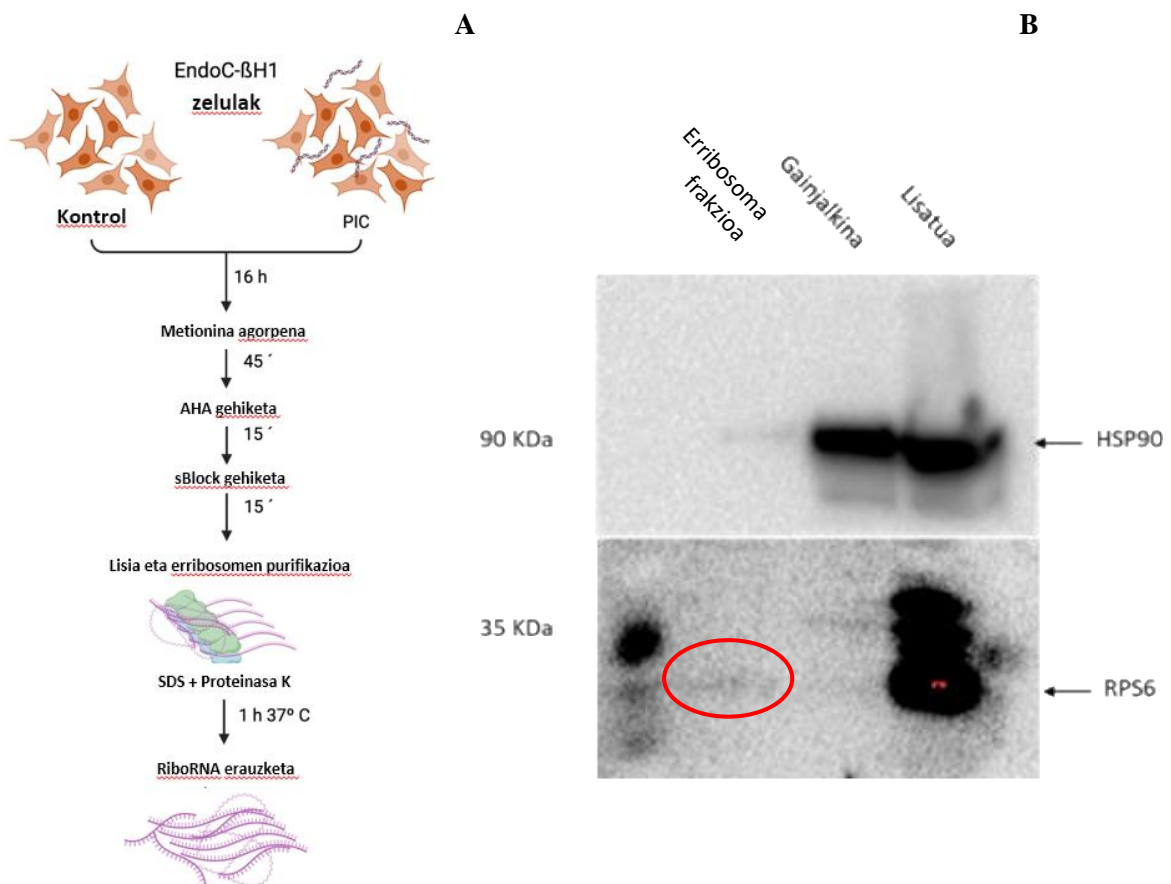 A
EndoC-ßH1
zelulak
Kontrol
PIC
16 h
Metionina agorpena
45 ´
AHA gehiketa
15 ´
sBlock gehiketa
15 ´
Lisia eta erribosomen purifikazioa
SDS + Proteinasa K
1 h 37º C
RiboRNA erauzketa
B
Erribosoma
frakzioa
Gainjalkina
Lisatua
90 KDa
HSP90
35 KDa
RPS6